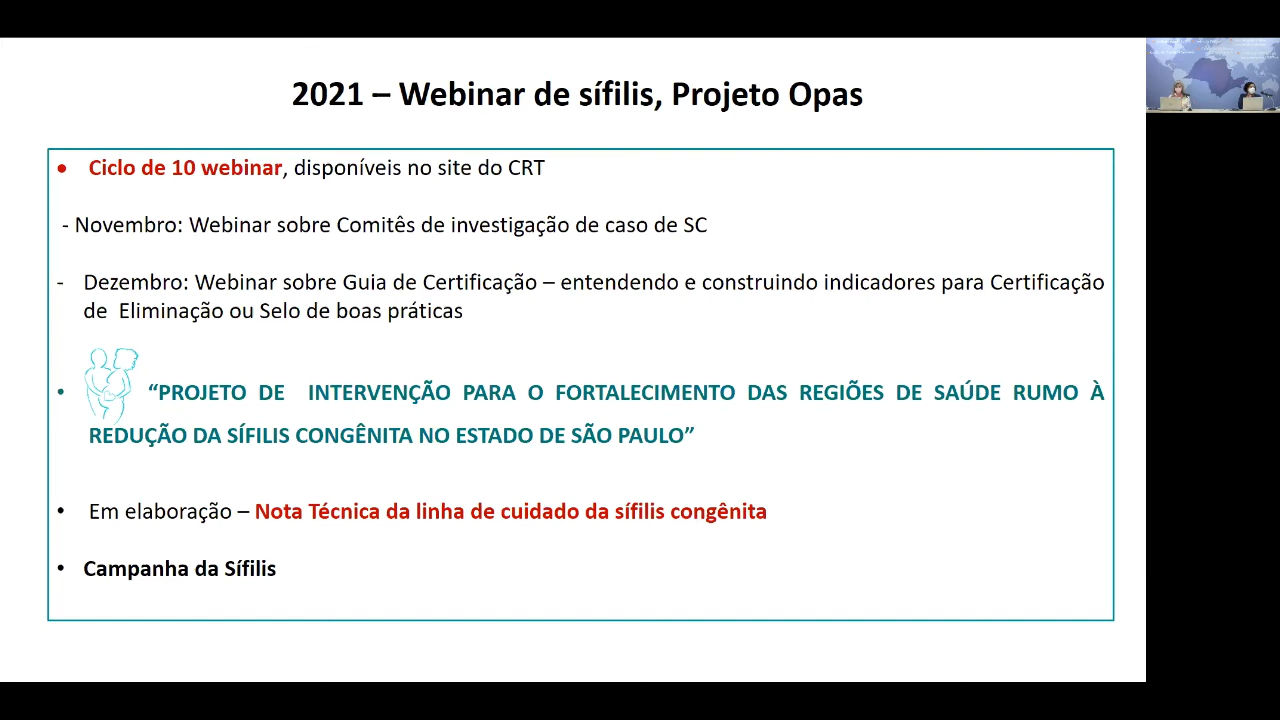 2021 – Webinar de sífilis, Projeto Opas
• Ciclo de 10 webinar, disponíveis no site do CRT
- Novembro: Webinar sobre Comitês de investigação de caso de SC
- Dezembro: Webinar sobre Guia de Certificação – entendendo e construindo indicadores para Certificação
de Eliminação ou Selo de boas práticas
• “PROJETO DE INTERVENÇÃO PARA O FORTALECIMENTO DAS REGIÕES DE SAÚDE RUMO À
REDUÇÃO DA SÍFILIS CONGÊNITA NO ESTADO DE SÃO PAULO”
• Em elaboração – Nota Técnica da linha de cuidado da sífilis congênita
• Campanha da Sífilis